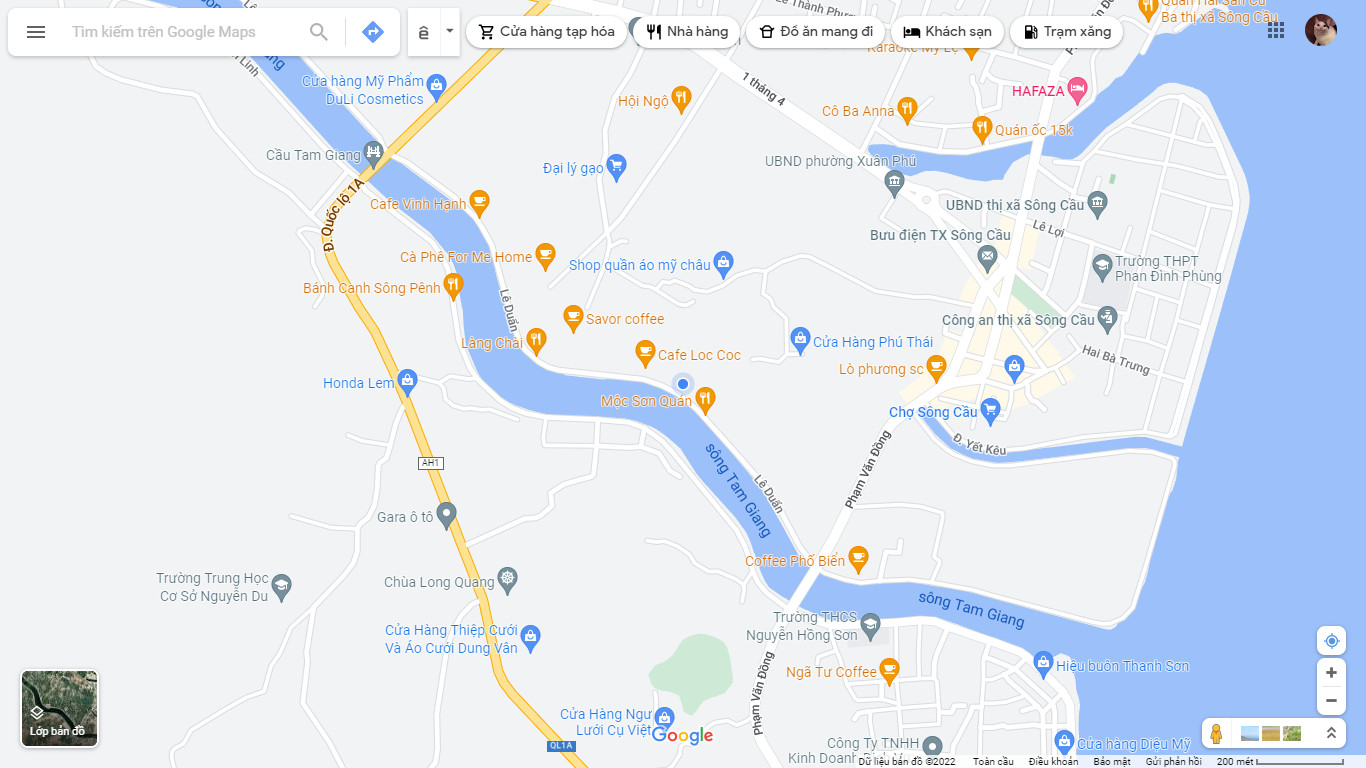 Tìm kiếm trên Google Maps
ê
Cửa hàng tạp hóa
Nhà hàng
Đồ ăn mang đi
Khách sạn
Trạm xăng
Lê Thành Phương
Ba thị xã Sông Cầu
Karaoke Mỹ Lệ
Cửa hàng Mỹ Phẩm
DuLi Cosmetics
1 tháng 4
Hội Ngộ
Cô Ba Anna
HAFAZA
Quán ốc 15k
Cầu Tam Giang
Đại lý gạo
UBND phường Xuân Phú
Đ. Quốc lộ 1A
Cafe Vinh Hạnh
UBND thị xã Sông Cầu
Lê Lợi
Bưu điện TX Sông Cầu
Cà Phê For Me Home
Shop quần áo mỹ châu
Trường THPT
Phan Đình Phùng
Bánh Canh Sông Pênh
Lê Duẩn
Savor coffee
Công an thị xã Sông Cầu
Làng Chài
Cafe Loc Coc
Cửa Hàng Phú Thái
Hai Bà Trưng
Lò phương sc
Honda Lem
Mộc Sơn Quán
Chợ Sông Cầu
Đ. Yết Kêu
AH1
sông Tam Giang
Lê Duẩn
Phạm Văn Đồng
Gara ô tô
Coffee Phố Biển
Trường Trung Học
Cơ Sở Nguyễn Du
Chùa Long Quang
sông Tam Giang
Trường THCS
Nguyễn Hồng Sơn
Cửa Hàng Thiệp Cưới
Và Áo Cưới Dung Vân
Hiệu buôn Thanh Sơn
Ngã Tư Coffee
Phạm Văn Đồng
Lớp bản đồ
Cửa Hàng Ngư
Lưới Cụ Việt
Google
QL1A
Công Ty TNHH
Kinh Doanh
Cửa hàng Diệu Mỹ
Dữ liệu bản đồ ©2022
Toàn cầu
Điều khoản
Bảo mật
Gửi phản hồi
200 mét